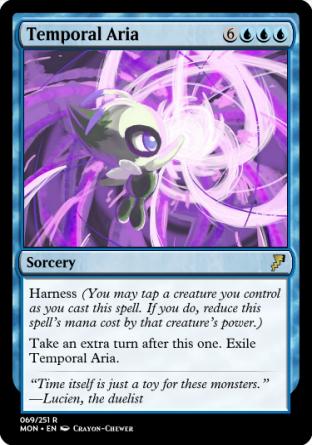 Temporal Aria 6
Sorcery
Harness (You may tap a creature you control
as you cast this spell. If you do, reduce this
spell's mana cost by that creature's power.)
Take an extra turn after this one. Exile
Temporal Aria.
“Time itself is just a toy for these monsters.”
—Lucien, the duelist
069/251 R
MON • EN Crayon-Chewer